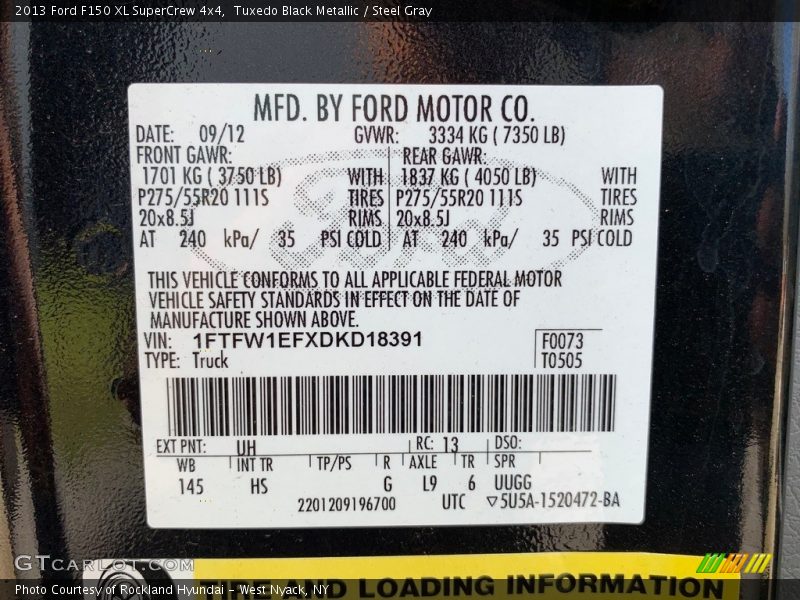 2013 Ford F150 XL SuperCrew 4x4, Tuxedo Black Metallic / Steel Gray
MFD. BY FORD MOTOR CO.
DATE: 09/12 GVWR: 3334 KG ( 7350 LB)
FRONT GAWR: REAR GAWR:
1701 KG ( 3750 LB) WITH 1837 KG ( 4050 LB) WITH
P275/55R20 111S TIRES P275/55R20 111S TIRES
20x8.5J RIMS 20x8.5J RIMS
AT 240 kPa/ 35 PSI COLD AT 240 kPa/ 35 PSI COLD
THIS VEHICLE CONFORMS TO ALL APPLICABLE FEDERAL MOTOR
VEHICLE SAFETY STANDARDS IN EFFECT ON THE DATE OF
MANUFACTURE SHOWN ABOVE.
VIN: 1FTFW1EFXDKD18391 F0073
TYPE: Truck T0505
EXT PNT: UH RC: 13 DSO:
WB INT TR TP/PS R AXLE TR SPR
145 HS G L9 6 UUGG
2201209196700 UTC ▽5U5A-1520472-BA
GTCARLOT.COM
TIRE AND LOADING INFORMATION
Photo Courtesy of Rockland Hyundai – West Nyack, NY